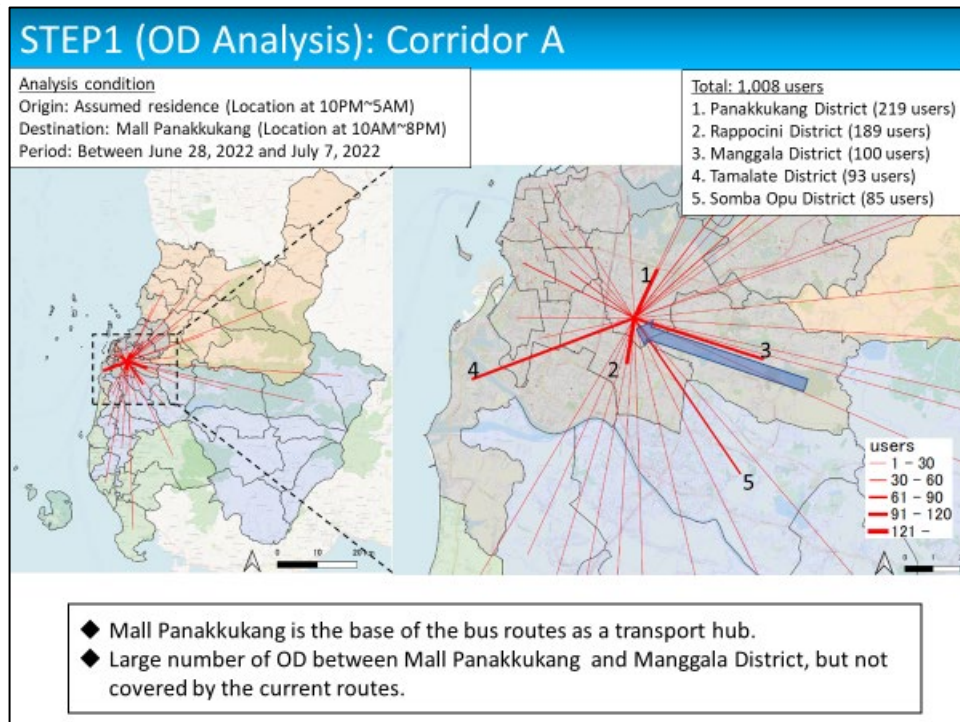 STEP1 (OD Analysis): Corridor A
Analysis condition
Origin: Assumed residence (Location at 10PM~5AM)
Destination: Mall Panakkukang (Location at 10AM~8PM)
Period: Between June 28, 2022 and July 7, 2022
Total: 1,008 users
1. Panakkukang District (219 users)
2. Rappocini District (189 users)
3. Manggala District (100 users)
4. Tamalate District (93 users)
5. Somba Opu District (85 users)
1
2
3
4
5
users
1 - 30
30 - 60
61 - 90
91 - 120
121 -
0 10
0 1
◆ Mall Panakkukang is the base of the bus routes as a transport hub.
◆ Large number of OD between Mall Panakkukang and Manggala District, but not
covered by the current routes.